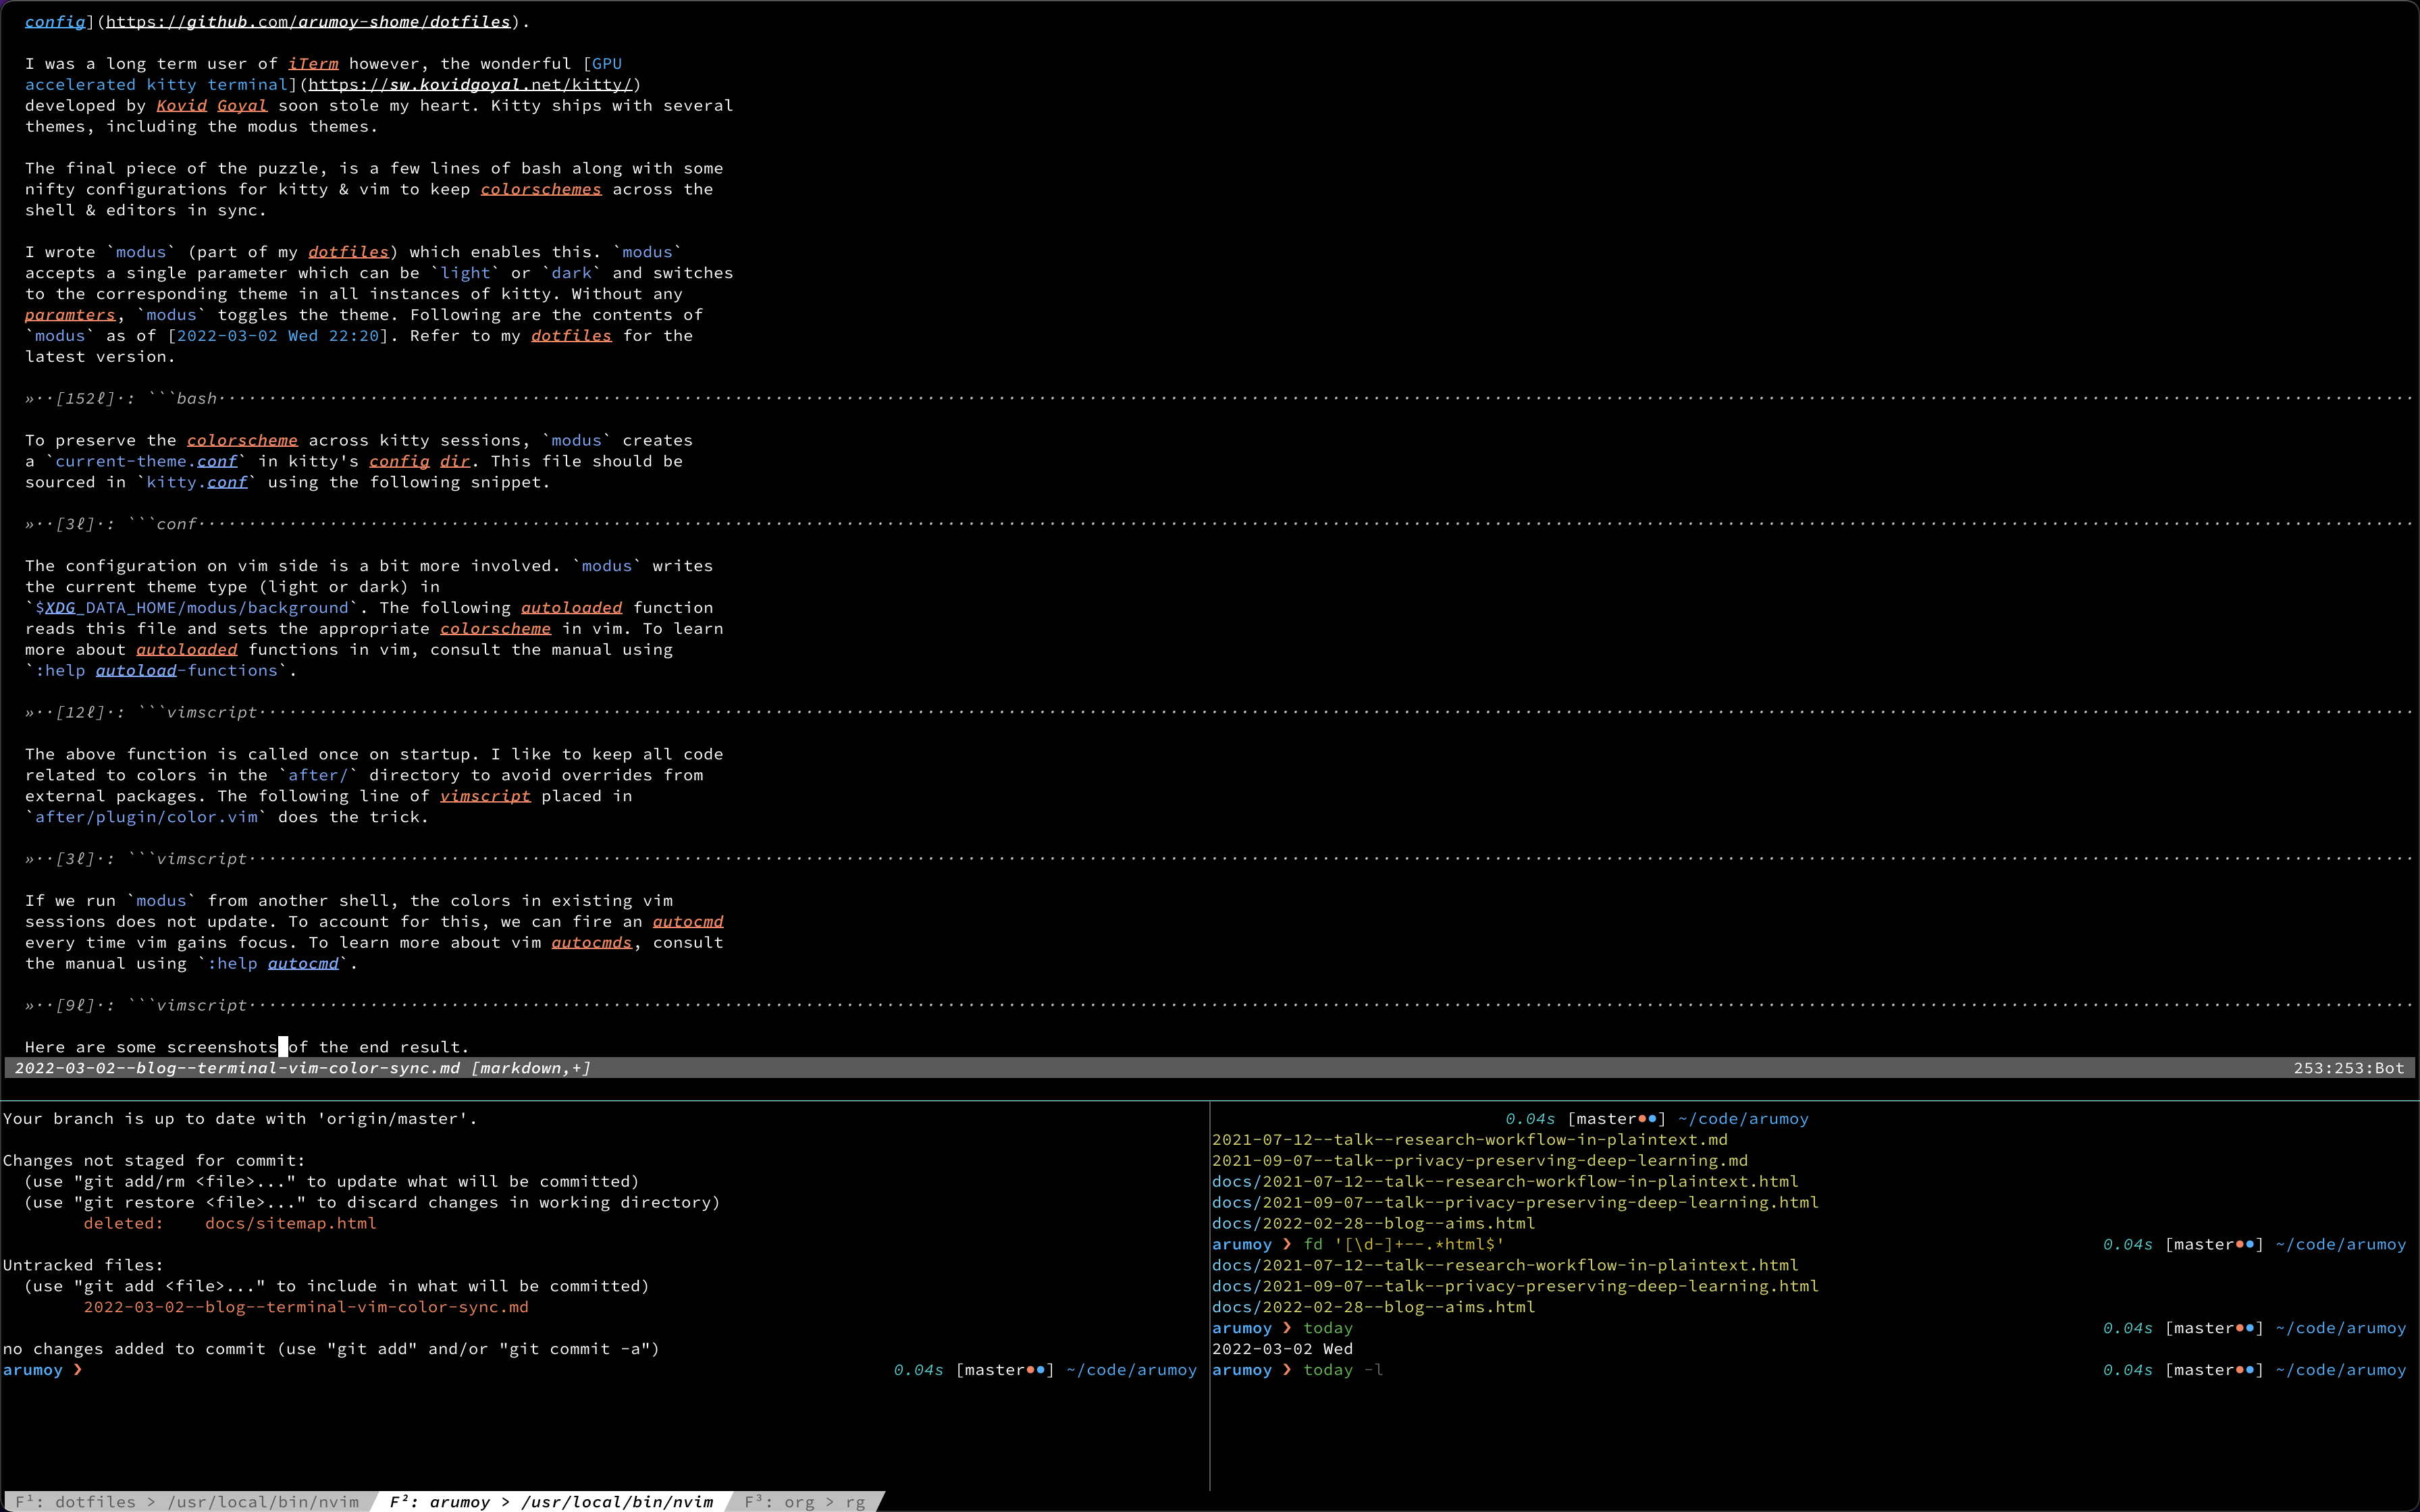 config](https://github.com/arumoy-shome/dotfiles).
I was a long term user of iTerm however, the wonderful [GPU
accelerated kitty terminal](https://sw.kovidgoyal.net/kitty/)
developed by Kovid Goyal soon stole my heart. Kitty ships with several
themes, including the modus themes.
The final piece of the puzzle, is a few lines of bash along with some
nifty configurations for kitty & vim to keep colorschemes across the
shell & editors in sync.
I wrote `modus` (part of my dotfiles) which enables this. `modus`
accepts a single parameter which can be `light` or `dark` and switches
to the corresponding theme in all instances of kitty. Without any
paramters, `modus` toggles the theme. Following are the contents of
`modus` as of [2022-03-02 Wed 22:20]. Refer to my dotfiles for the
latest version.
»··[152ℓ]·: ```bash····················
To preserve the colorscheme across kitty sessions, `modus` creates
a `current-theme.conf` in kitty's config dir. This file should be
sourced in `kitty.conf` using the following snippet.
»··[3ℓ]·: ```conf····················
The configuration on vim side is a bit more involved. `modus` writes
the current theme type (light or dark) in
`$XDG_DATA_HOME/modus/background`. The following autoloaded function
reads this file and sets the appropriate colorscheme in vim. To learn
more about autoloaded functions in vim, consult the manual using
`:help autoload-functions`.
»··[12ℓ]·: ```vimscript····················
The above function is called once on startup. I like to keep all code
related to colors in the `after/` directory to avoid overrides from
external packages. The following line of vimscript placed in
`after/plugin/color.vim` does the trick.
»··[3ℓ]·: ```vimscript····················
If we run `modus` from another shell, the colors in existing vim
sessions does not update. To account for this, we can fire an autocmd
every time vim gains focus. To learn more about vim autocmds, consult
the manual using `:help autocmd`.
»··[9ℓ]·: ```vimscript····················
Here are some screenshots of the end result.
2022-03-02--blog--terminal-vim-color-sync.md [markdown,+] 253:253:Bot
Your branch is up to date with 'origin/master'.
Changes not staged for commit:
(use "git add/rm <file>..." to update what will be committed)
(use "git restore <file>..." to discard changes in working directory)
deleted: docs/sitemap.html
Untracked files:
(use "git add <file>..." to include in what will be committed)
2022-03-02--blog--terminal-vim-color-sync.md
no changes added to commit (use "git add" and/or "git commit -a")
arumoy ❯ 0.04s [master●●] ~/code/arumoy
0.04s [master●●] ~/code/arumoy
2021-07-12--talk--research-workflow-in-plaintext.md
2021-09-07--talk--privacy-preserving-deep-learning.md
docs/2021-07-12--talk--research-workflow-in-plaintext.html
docs/2021-09-07--talk--privacy-preserving-deep-learning.html
docs/2022-02-28--blog--aims.html
arumoy ❯ fd '[\d-]+--.*html$' 0.04s [master●●] ~/code/arumoy
docs/2021-07-12--talk--research-workflow-in-plaintext.html
docs/2021-09-07--talk--privacy-preserving-deep-learning.html
docs/2022-02-28--blog--aims.html
arumoy ❯ today 0.04s [master●●] ~/code/arumoy
2022-03-02 Wed
arumoy ❯ today -l 0.04s [master●●] ~/code/arumoy
F¹: dotfiles > /usr/local/bin/nvim F²: arumoy > /usr/local/bin/nvim F³: org > rg